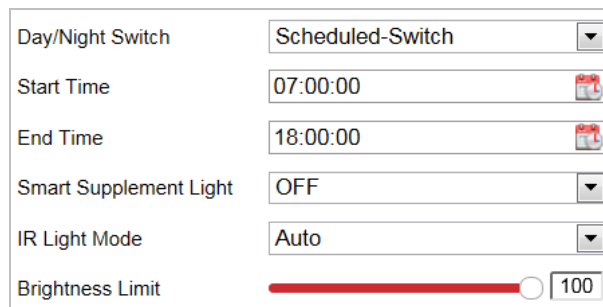 Day/Night Switch Scheduled-Switch
Start Time 07:00:00
End Time 18:00:00
Smart Supplement Light OFF
IR Light Mode Auto
Brightness Limit 100